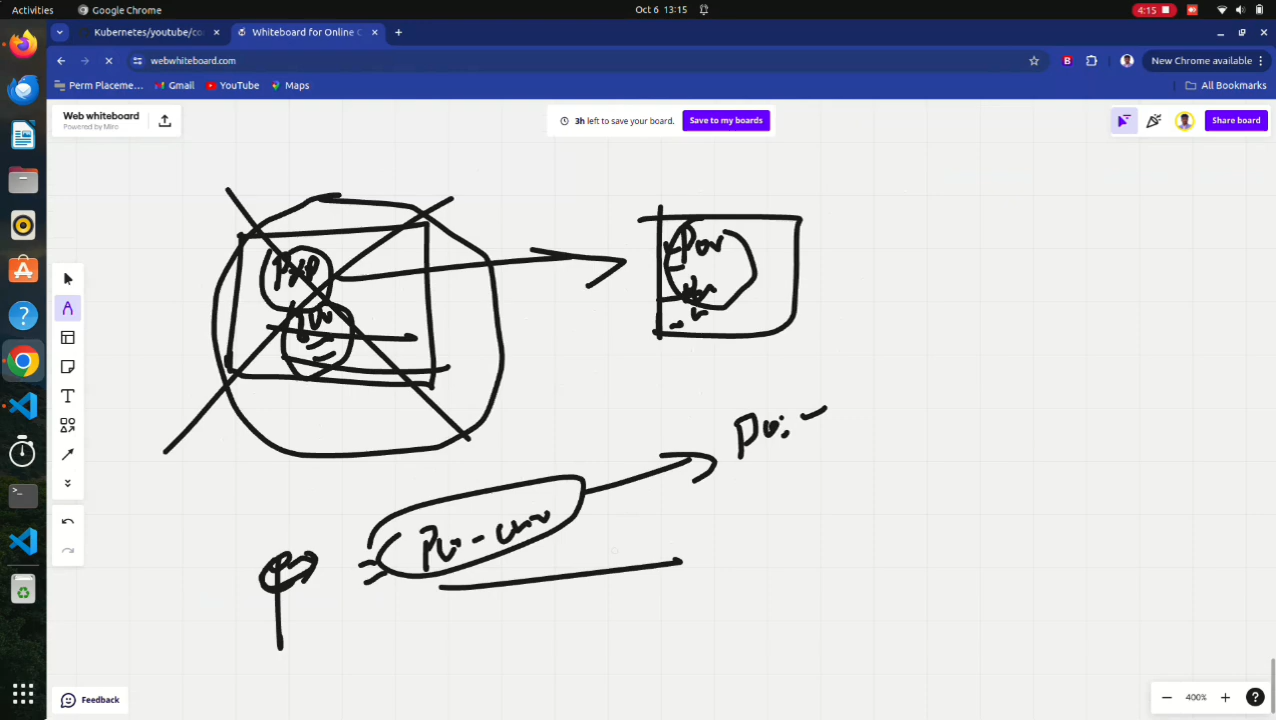 Activities
Google Chrome
Oct 6 13:15
4:15
Kubernetes/youtube/co
Whiteboard for Online C
webwhiteboard.com
New Chrome available
Perm Placeme...
Gmail
YouTube
Maps
All Bookmarks
Web whiteboard
Powered by Miro
3h left to save your board.
Save to my boards
Share board
Feedback
400%